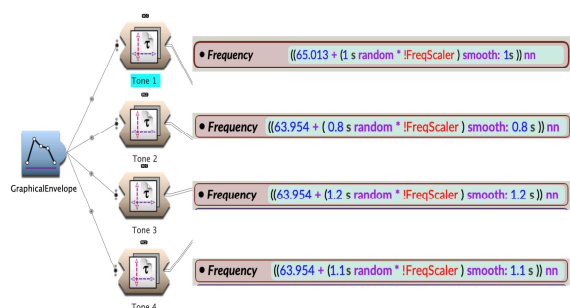 Tone 1
• Frequency ((65.013 + (1 s random * !FreqScaler ) smooth: 1s )) nn
Tone 2
• Frequency ((63.954 + ( 0.8 s random * !FreqScaler ) smooth: 0.8 s )) nn
GraphicalEnvelope
Tone 3
• Frequency ((63.954 + (1.2 s random * !FreqScaler ) smooth: 1.2 s )) nn
Tone 4
• Frequency ((63.954 + (1.1 s random * !FreqScaler ) smooth: 1.1 s )) nn